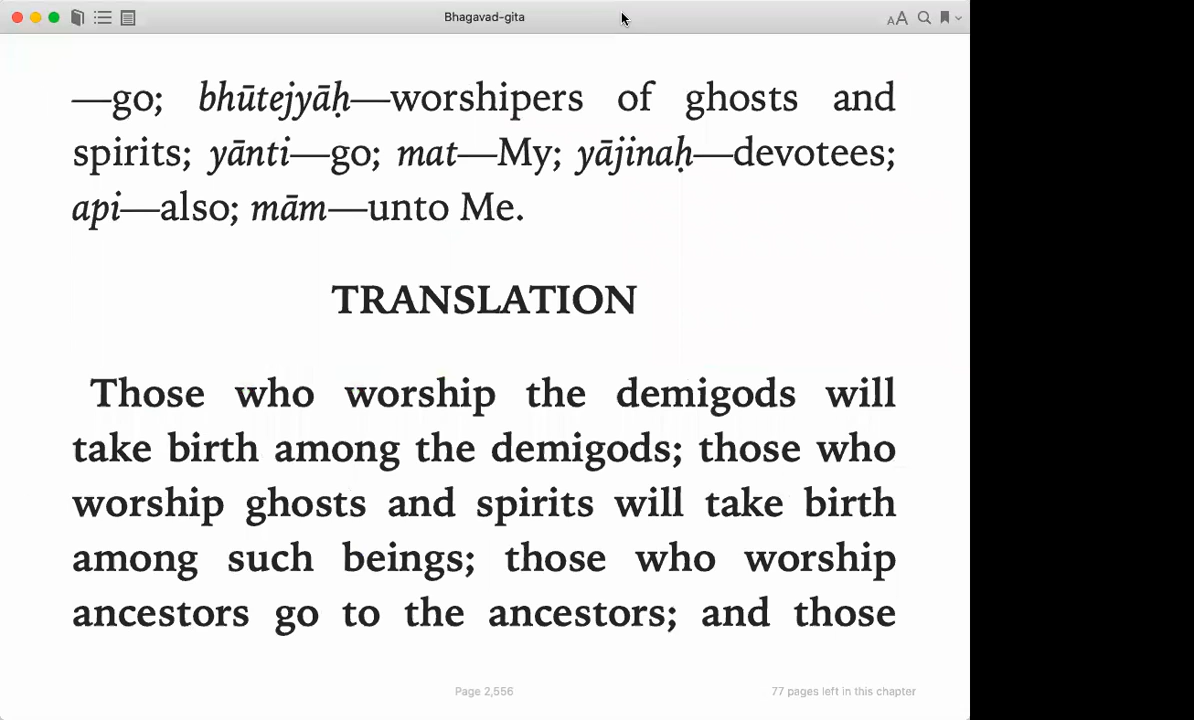 Bhagavad-gita
AA
—go; bhūtejyāḥ—worshipers of ghosts and
spirits; yānti—go; mat—My; yājinaḥ—devotees;
api—also; mām—unto Me.
TRANSLATION
Those who worship the demigods will
take birth among the demigods; those who
worship ghosts and spirits will take birth
among such beings; those who worship
ancestors go to the ancestors; and those
Page 2,556
77 pages left in this chapter